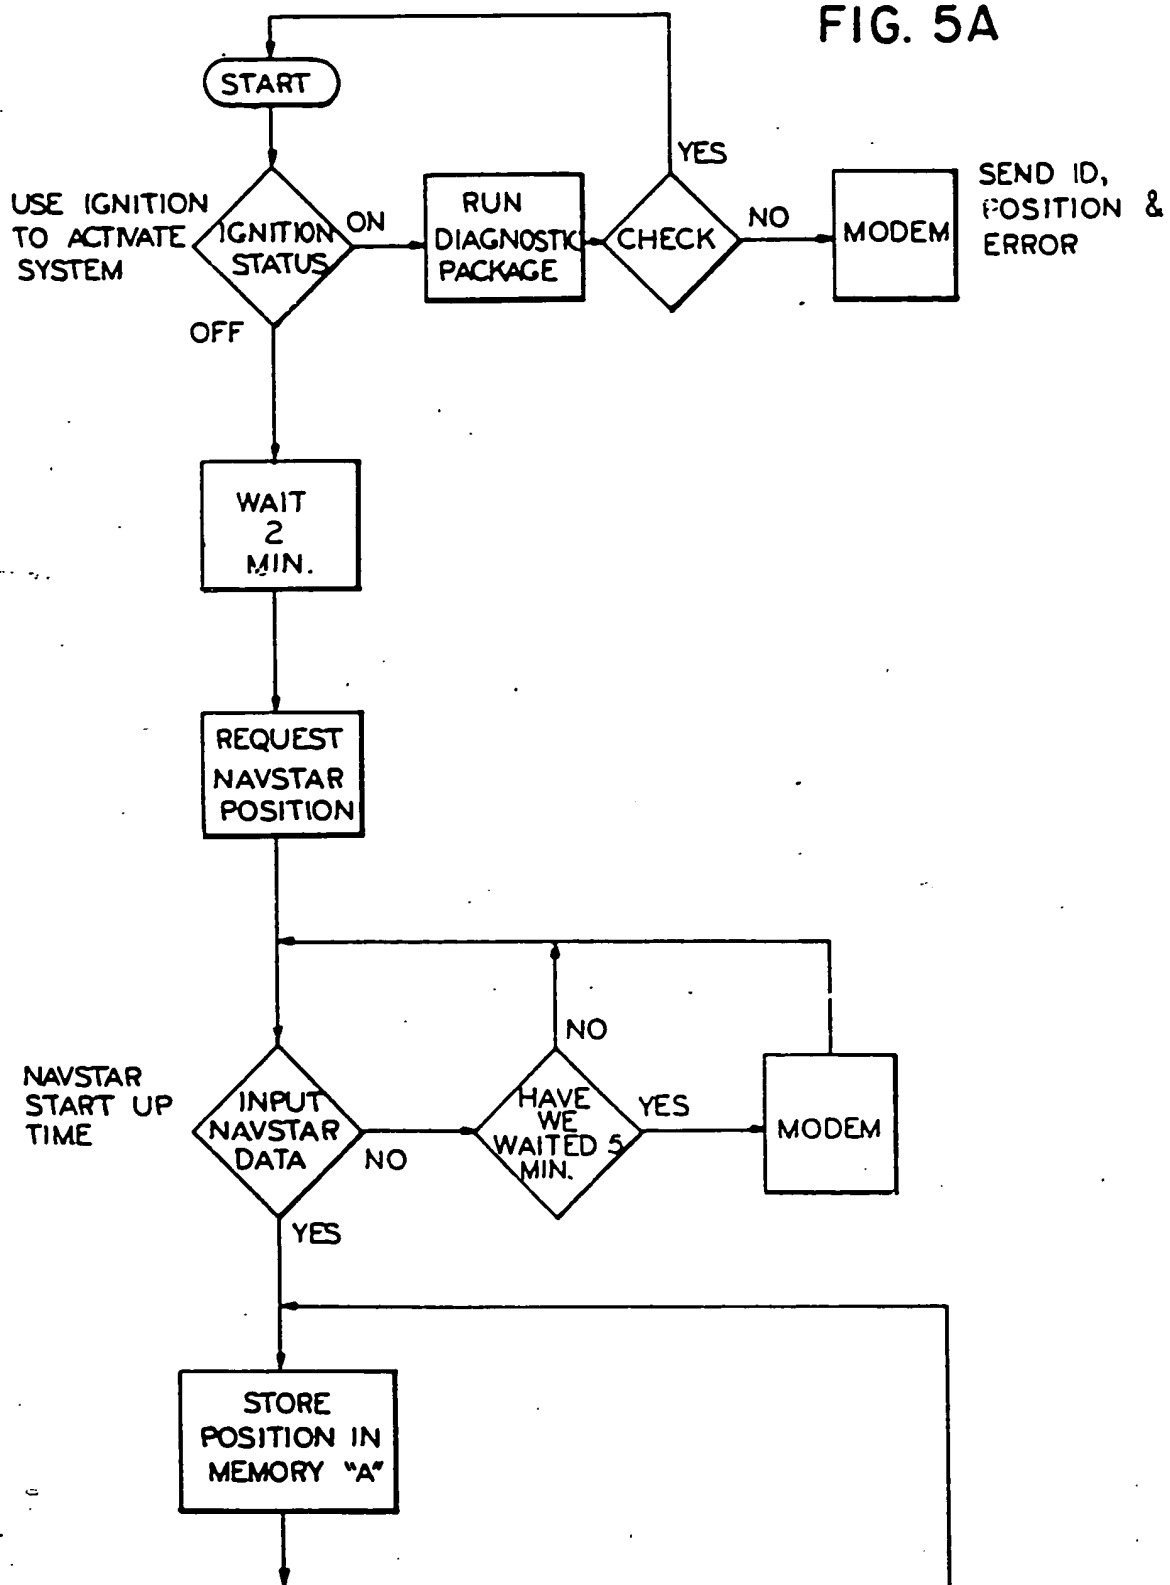 FIG. 5A
START
YES
USE IGNITION
TO ACTIVATE
SYSTEM
IGNITION
STATUS
ON
RUN
DIAGNOSTIC
PACKAGE
CHECK
NO
MODEM
SEND ID,
POSITION &
ERROR
OFF
WAIT
2
MIN.
REQUEST
NAVSTAR
POSITION
NO
NAVSTAR
START UP
TIME
INPUT
NAVSTAR
DATA
NO
HAVE
WE
WAITED 5
MIN.
YES
MODEM
YES
STORE
POSITION IN
MEMORY "A"